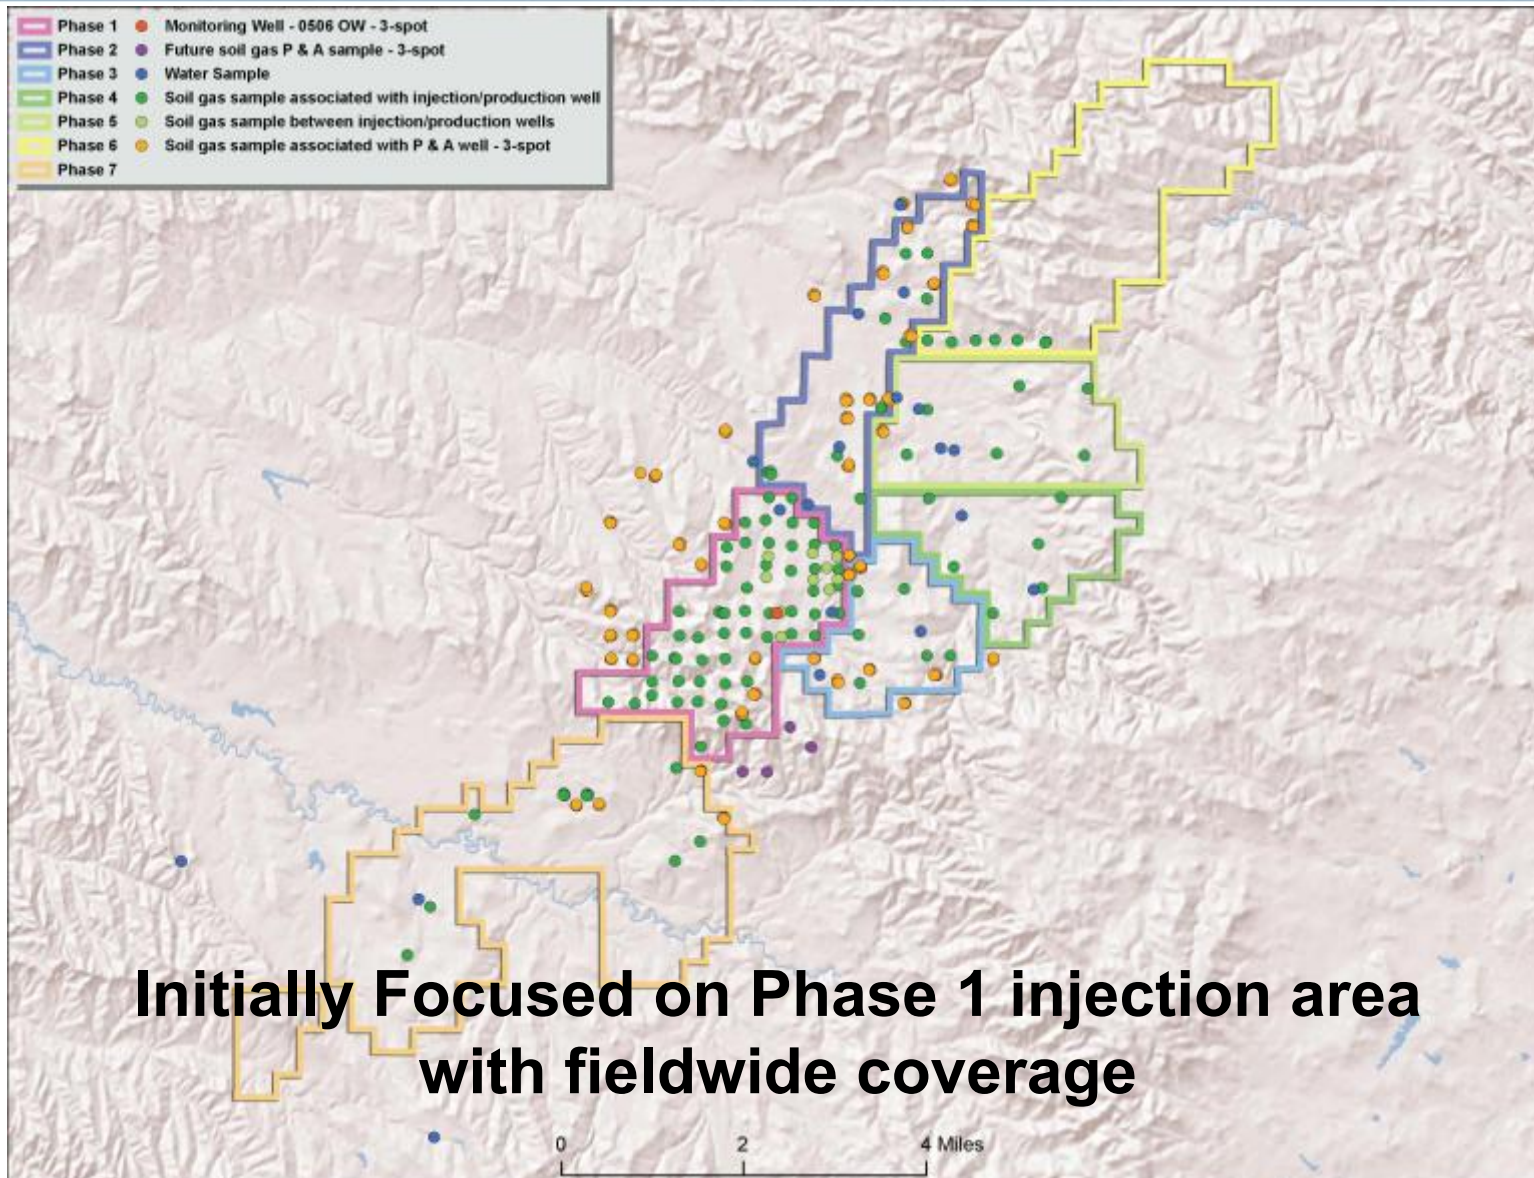 Phase 1
Phase 2
Phase 3
Phase 4
Phase 5
Phase 6
Phase 7
Monitoring Well - 0506 OW - 3-spot
Future soil gas P & A sample - 3-spot
Water Sample
Soil gas sample associated with injection/production well
Soil gas sample between injection/production wells
Soil gas sample associated with P & A well - 3-spot
Initially Focused on Phase 1 injection area
with fieldwide coverage
0 2 4 Miles